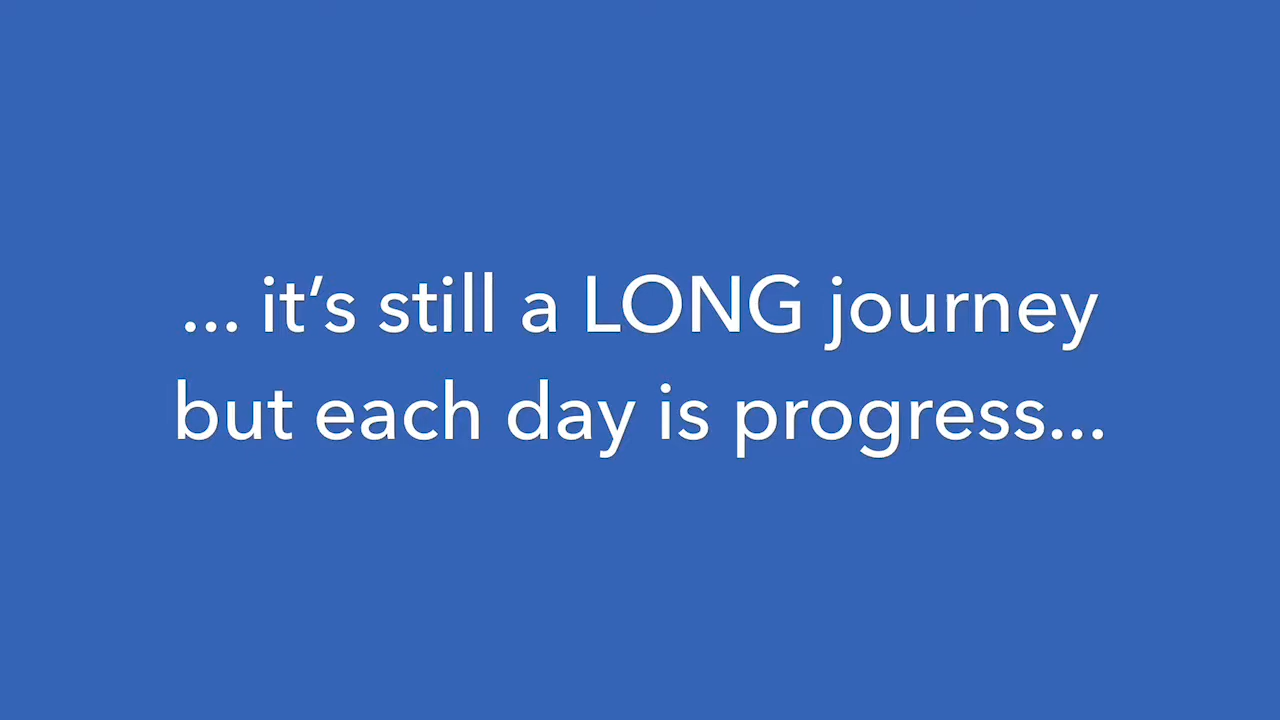 ... it’s still a LONG journey
but each day is progress...